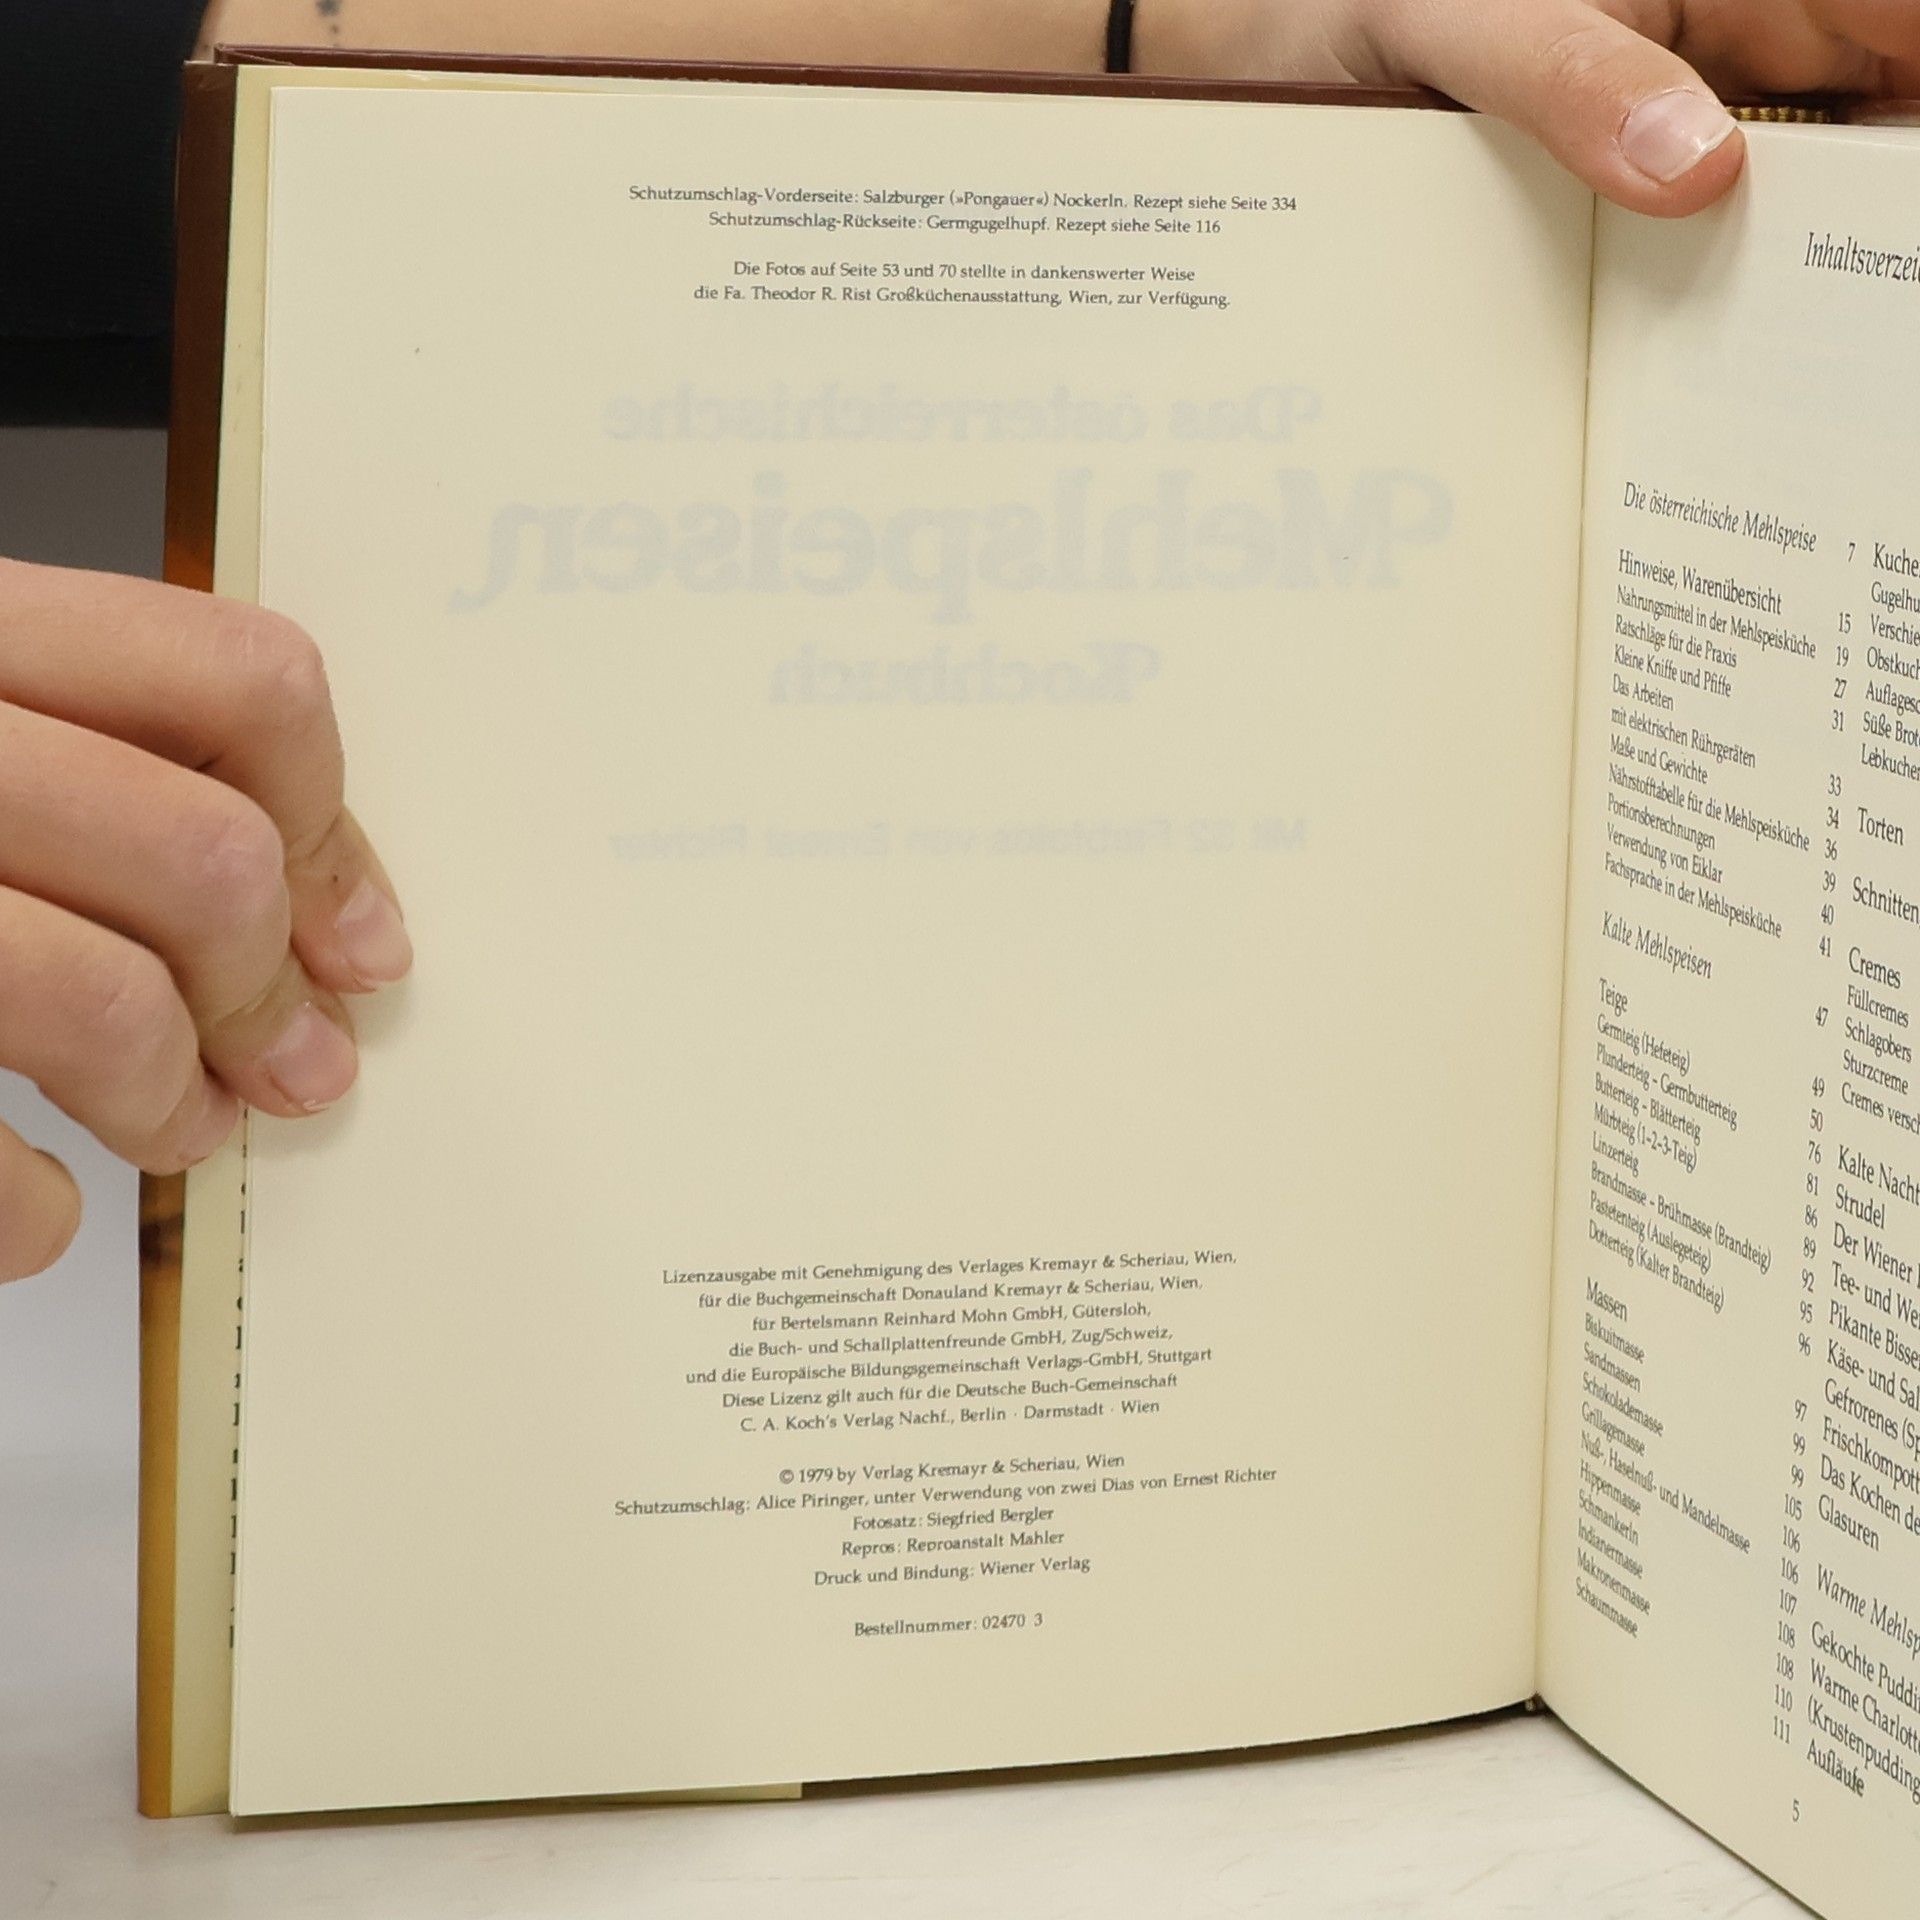 Schutzumschlag-Vorderseite: Salzburger (»Pongauer«) Nockerln. Rezept siehe Seite 334
Schutzumschlag-Rückseite: Germgugelhupf. Rezept siehe Seite 116
Die Fotos auf Seite 53 und 70 stellte in dankenswerter Weise
die Fa. Theodor R. Rist Großküchenausstattung, Wien, zur Verfügung.
Das österreichische
Mehlspeisen
Kochbuch
Mit 32 Farbfotos von Ernst Richter
Lizenzausgabe mit Genehmigung des Verlages Kremayr & Scheriau, Wien,
für die Buchgemeinschaft Donauland Kremayr & Scheriau, Wien,
für Bertelsmann Reinhard Mohn GmbH, Gütersloh,
die Buch- und Schallplattenfreunde GmbH, Zug/Schweiz,
und die Europäische Bildungsgemeinschaft Verlags-GmbH, Stuttgart
Diese Lizenz gilt auch für die Deutsche Buch-Gemeinschaft
C. A. Koch's Verlag Nachf., Berlin · Darmstadt · Wien
© 1979 by Verlag Kremayr & Scheriau, Wien
Schutzumschlag: Alice Piringer, unter Verwendung von zwei Dias von Ernest Richter
Fotosatz: Siegfried Bergler
Repros: Reproanstalt Mahler
Druck und Bindung: Wiener Verlag
Bestellnummer: 02470 3
Die österreichische Mehlspeise 7
Hinweise, Warenübersicht 15
Nahrungsmittel in der Mehlspeisküche 19
Ratschläge für die Praxis 27
Kleine Kniffe und Pfiffe 31
Das Arbeiten
mit elektrischen Rührgeräten 33
Maße und Gewichte 34
Nährstofftabelle für die Mehlspeisküche 36
Portionsberechnungen 39
Verwendung von Eiklar 40
Fachsprache in der Mehlspeisküche 41
Kalte Mehlspeisen
Teige 47
Germteig (Hefeteig) 49
Plunderteig – Germbutterteig 50
Butterteig – Blätterteig 76
Mürbteig (1-2-3-Teig) 81
Linzerteig 86
Brandmasse – Brühmasse (Brandteig) 89
Pastetenteig (Auslegeteig) 92
Dotterteig (Kalter Brandteig) 95
Massen 96
Biskuitmasse 97
Sandmassen 99
Schokolademasse 99
Grillagemasse 105
Nuß-, Haselnuß- und Mandelmasse 106
Hippenmasse 106
Schmankerln 107
Indianermasse 108
Makronenmasse 108
Schaummasse 110
111
Torten
Schnitten,
Cremes
Füllcremes
Schlagobers
Sturzcreme
Strudel
Der Wiener
Glasuren
Aufläufe
5